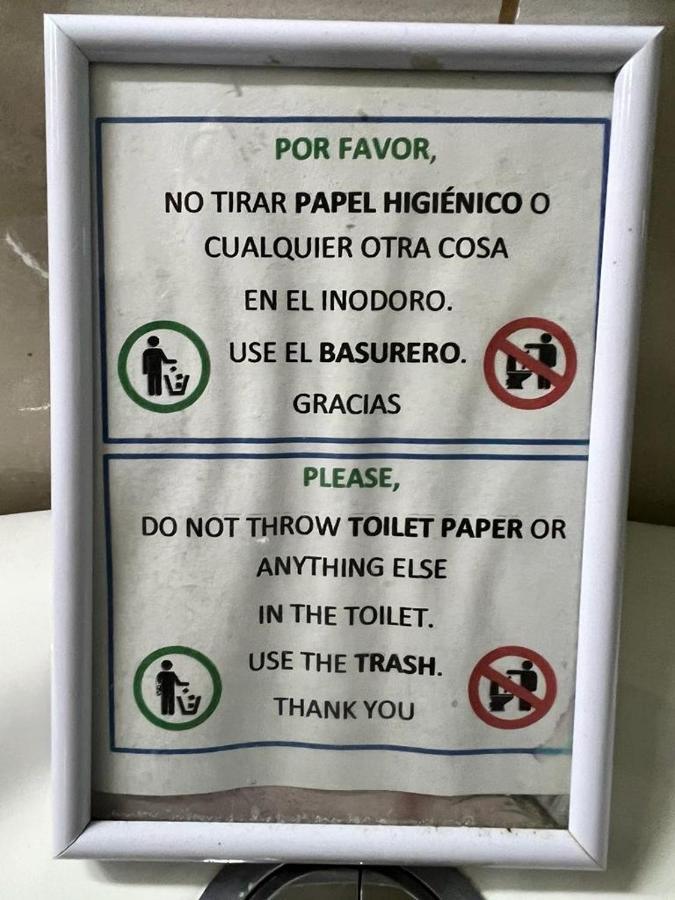 POR FAVOR,
NO TIRAR PAPEL HIGIÉNICO O
CUALQUIER OTRA COSA
EN EL INODORO.
USE EL BASURERO.
GRACIAS
PLEASE,
DO NOT THROW TOILET PAPER OR
ANYTHING ELSE
IN THE TOILET.
USE THE TRASH.
THANK YOU